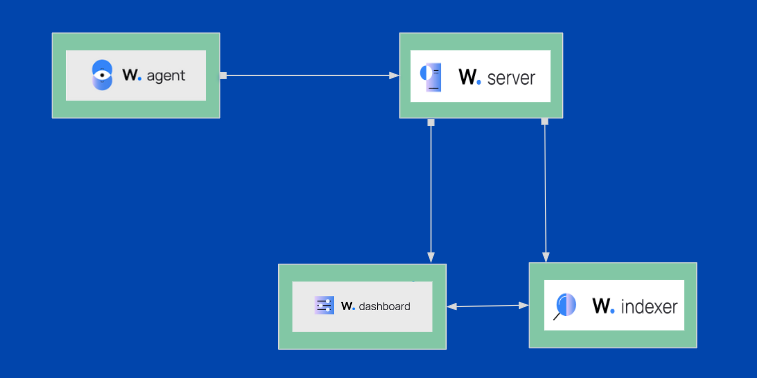 W. agent
W. server
W. dashboard
W. indexer